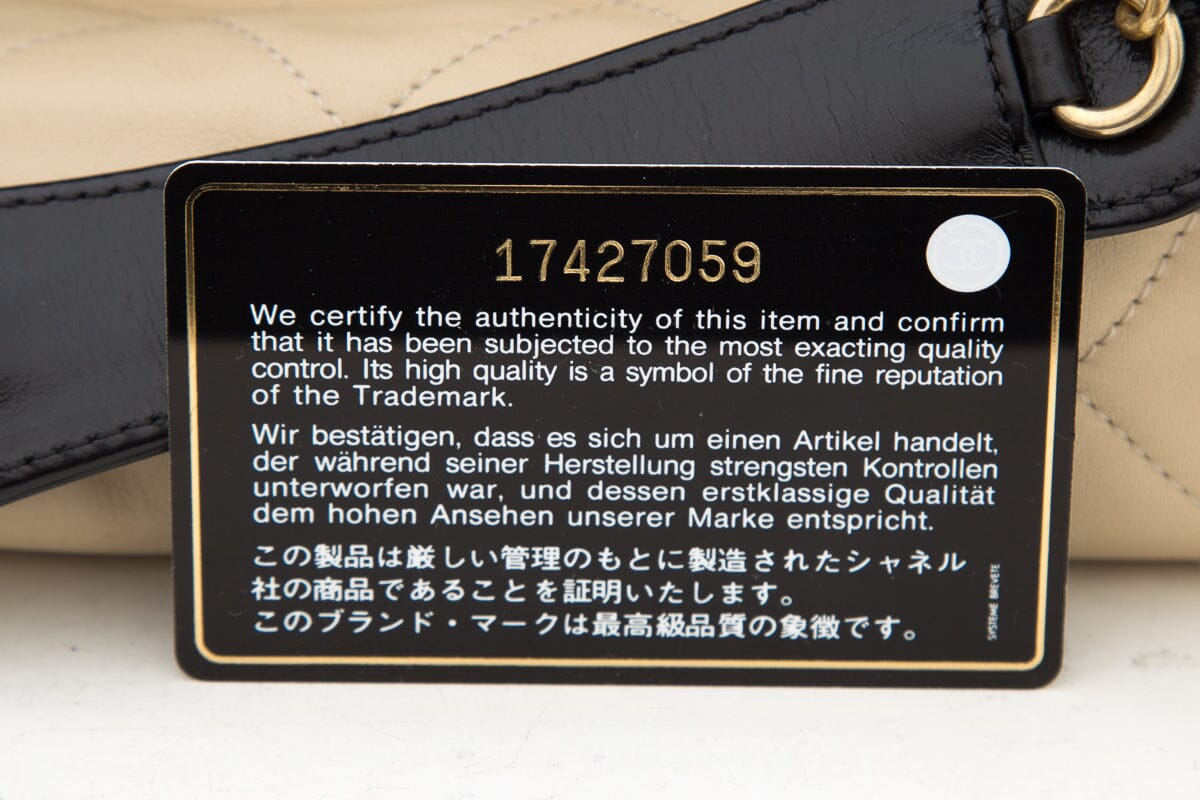 17427059
We certify the authenticity of this item and confirm
that it has been subjected to the most exacting quality
control. Its high quality is a symbol of the fine reputation
of the Trademark.
Wir bestätigen, dass es sich um einen Artikel handelt,
der während seiner Herstellung strengsten Kontrollen
unterworfen war, und dessen erstklassige Qualität
dem hohen Ansehen unserer Marke entspricht.
この製品は厳しい管理のもとに製造されたシャネル
社の商品であることを証明いたします。
このブランド・マークは最高級品質の象徴です。
SYSTEME BREVETE